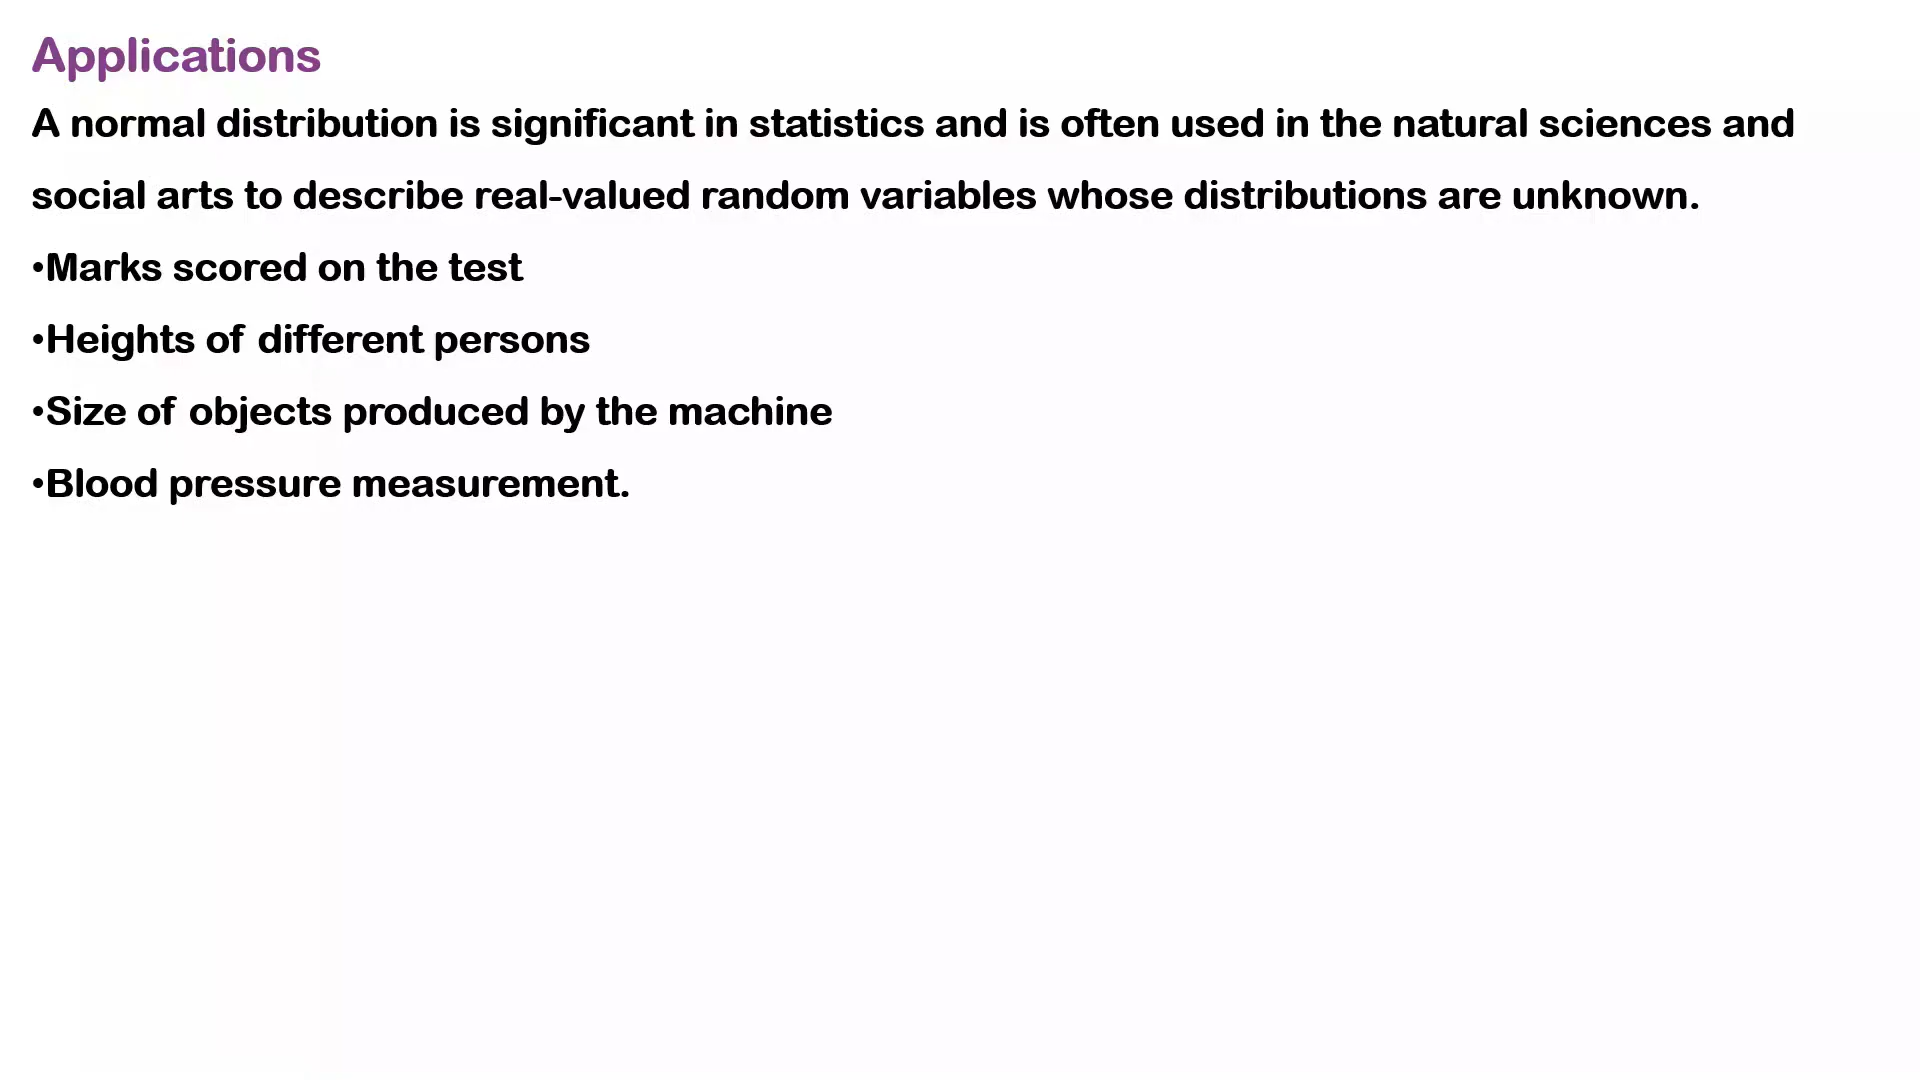 Applications
A normal distribution is significant in statistics and is often used in the natural sciences and
social arts to describe real-valued random variables whose distributions are unknown.
•Marks scored on the test
•Heights of different persons
•Size of objects produced by the machine
•Blood pressure measurement.